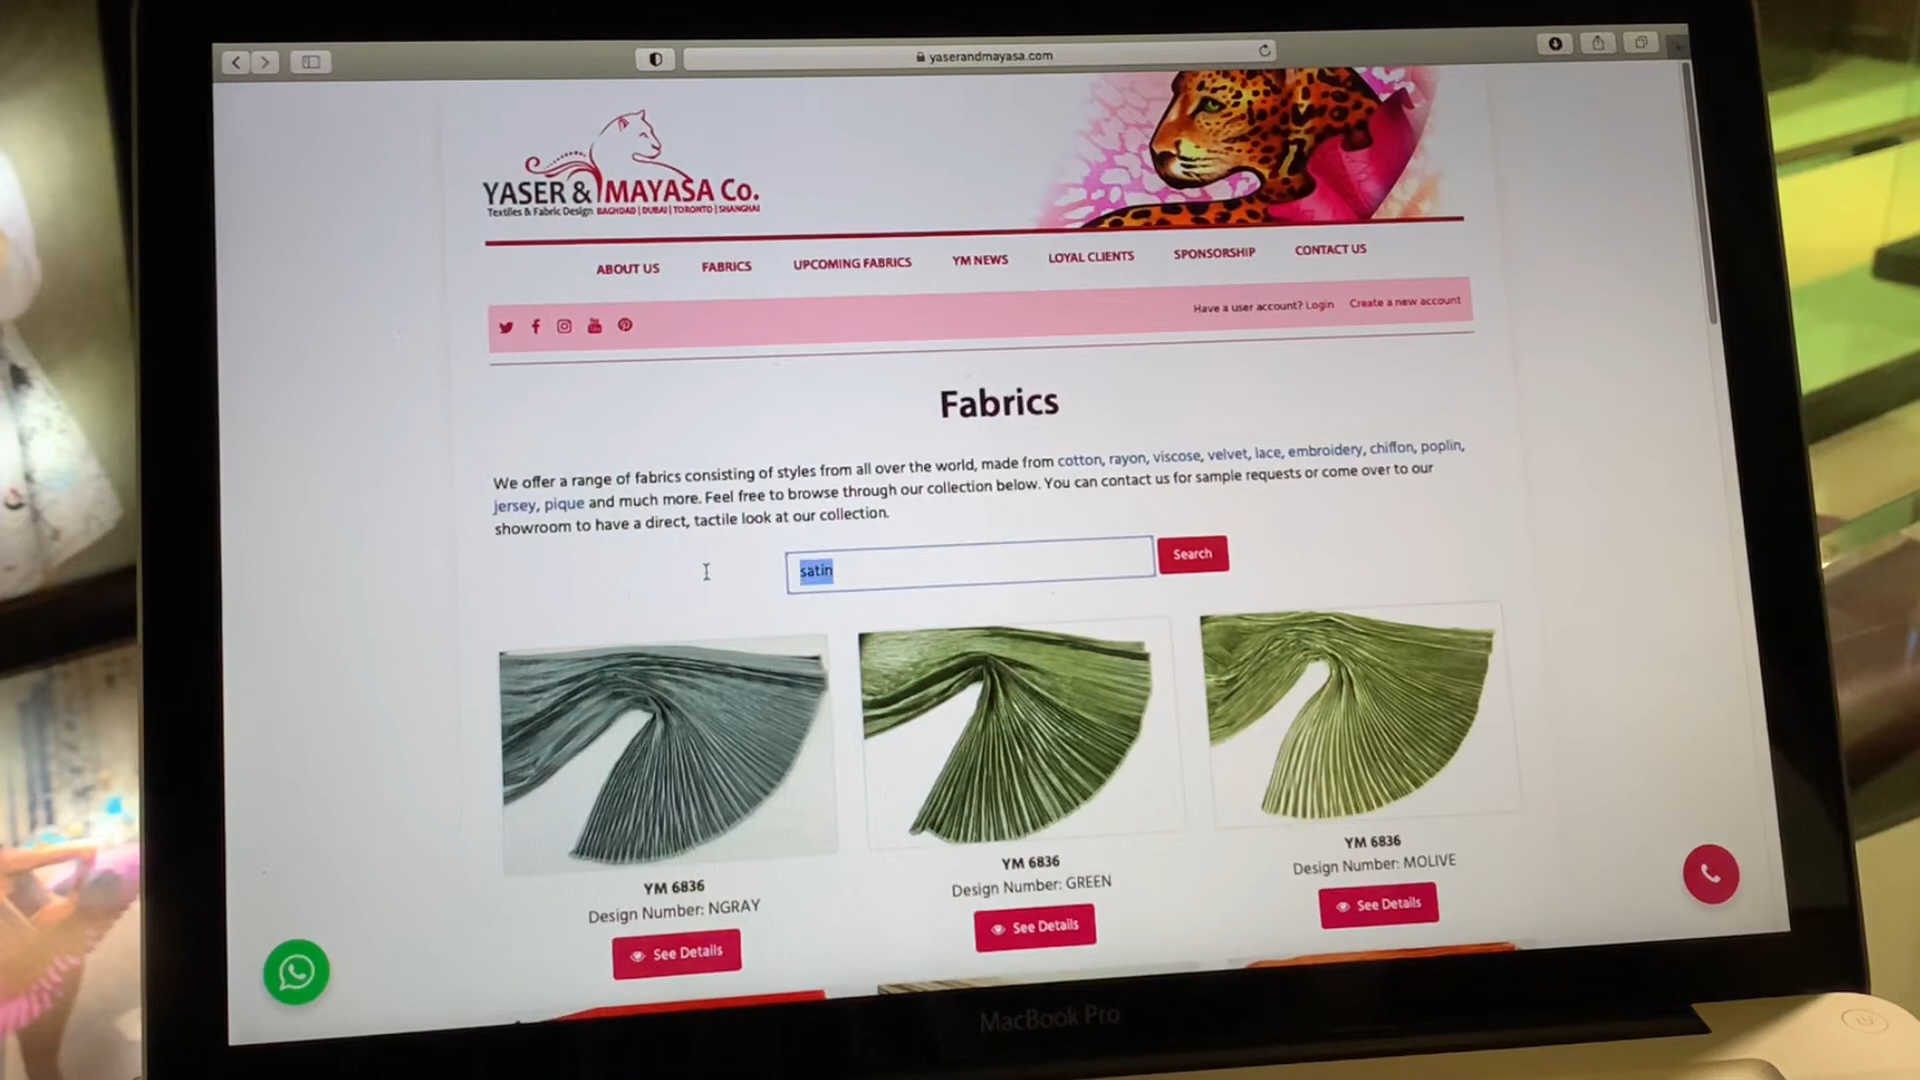 yaserandmayasa.com
YASER & MAYASA Co.
Textiles & Fabric Design BAGHDAD | DUBAI | TORONTO | SHANGHAI
ABOUT US FABRICS UPCOMING FABRICS YM NEWS LOYAL CLIENTS SPONSORSHIP CONTACT US
Have a user account? Login Create a new account
Fabrics
We offer a range of fabrics consisting of styles from all over the world, made from cotton, rayon, viscose, velvet, lace, embroidery, chiffon, poplin,
jersey, pique and much more. Feel free to browse through our collection below. You can contact us for sample requests or come over to our
showroom to have a direct, tactile look at our collection.
satin Search
YM 6836
Design Number: NGRAY
See Details
YM 6836
Design Number: GREEN
See Details
YM 6836
Design Number: MOLIVE
See Details
MacBook Pro